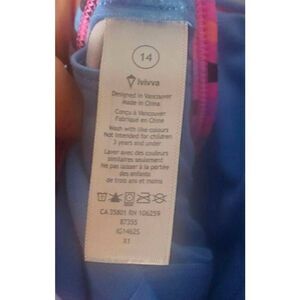 14
ivivva
Designed in Vancouver
made in China
Conçu à Vancouver
Fabriqué en Chine
Wash with like colours
Not intended for children
3 years and under
Laver avec des couleurs
similaires seulement
Ne pas laisser à la portée
des enfants
de trois ans et moins
CA 35801 RN 106259
87355
IG1462S
X1